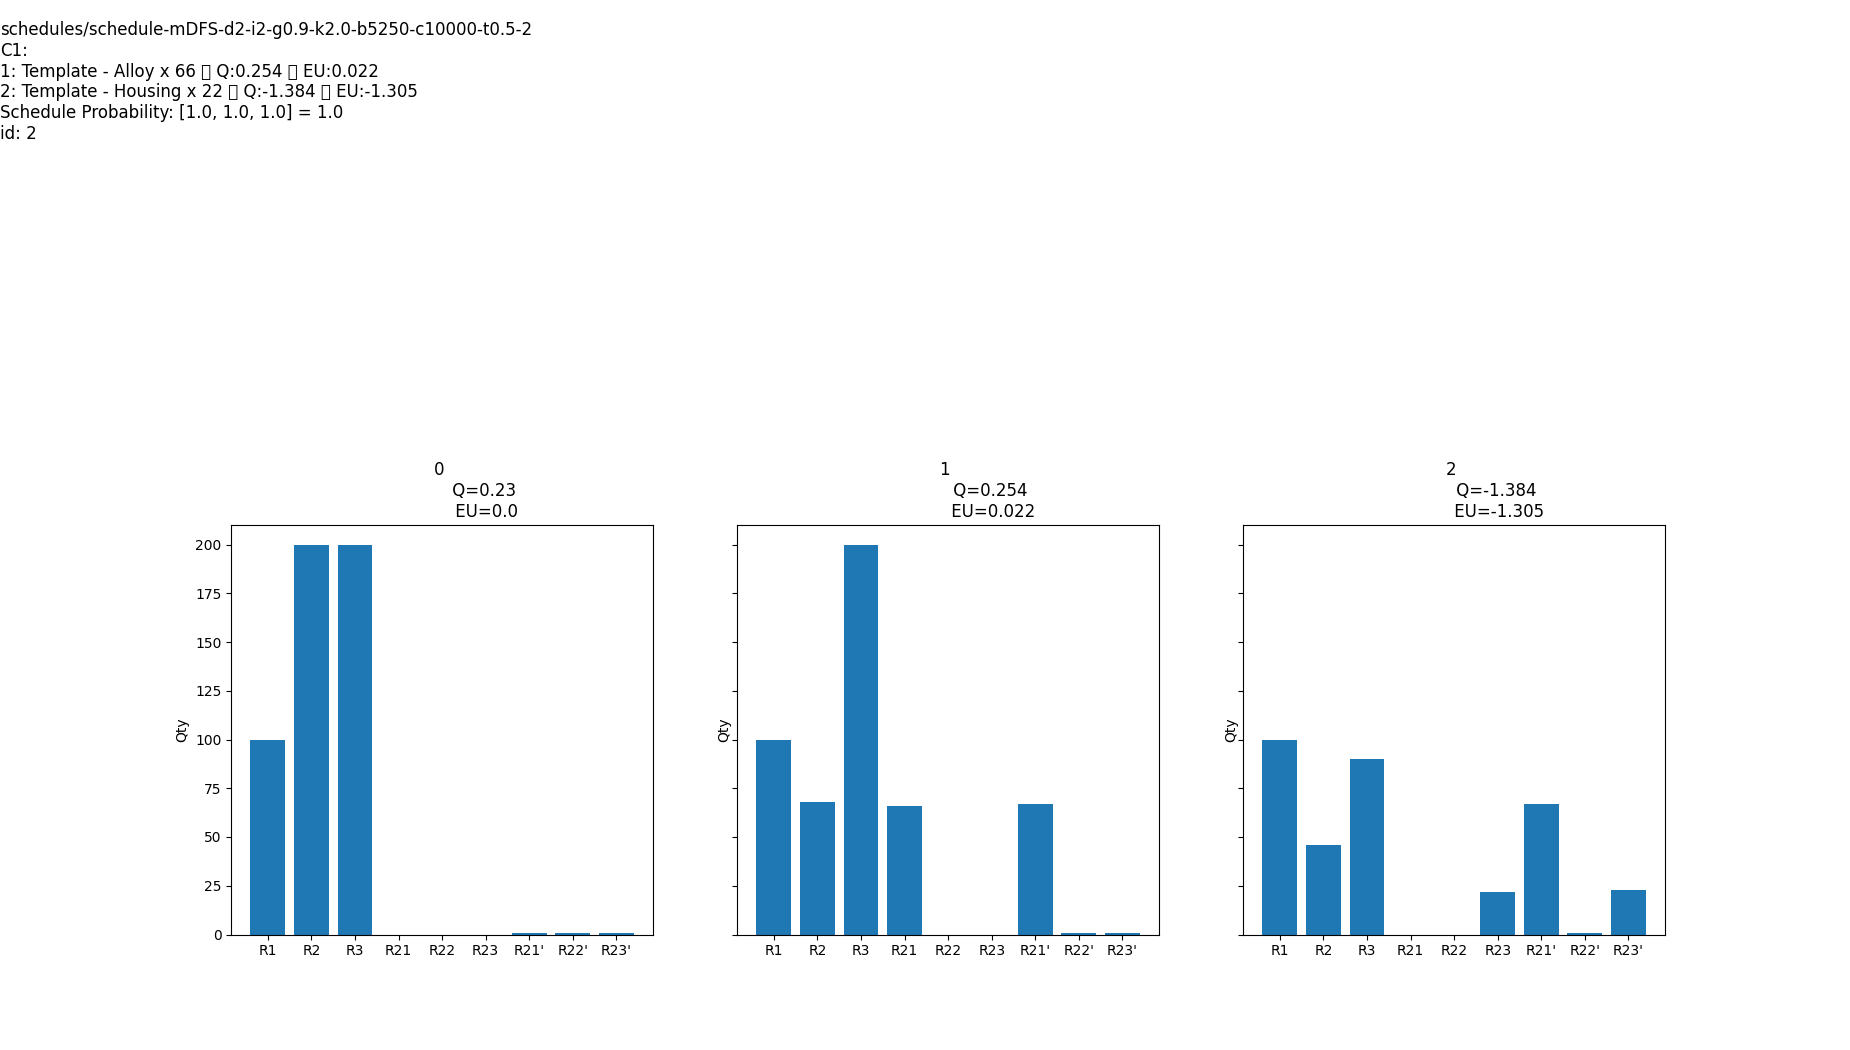 schedules/schedule-mDFS-d2-i2-g0.9-k2.0-b5250-c10000-t0.5-2
C1:
1: Template - Alloy x 66 ▯ Q:0.254 ▯ EU:0.022
2: Template - Housing x 22 ▯ Q:-1.384 ▯ EU:-1.305
Schedule Probability: [1.0, 1.0, 1.0] = 1.0
id: 2
0
Q=0.23
EU=0.0
200
175
150
125
100
75
50
25
0
Qty
R1 R2 R3 R21 R22 R23 R21' R22' R23'
1
Q=0.254
EU=0.022
Qty
R1 R2 R3 R21 R22 R23 R21' R22' R23'
2
Q=-1.384
EU=-1.305
Qty
R1 R2 R3 R21 R22 R23 R21' R22' R23'